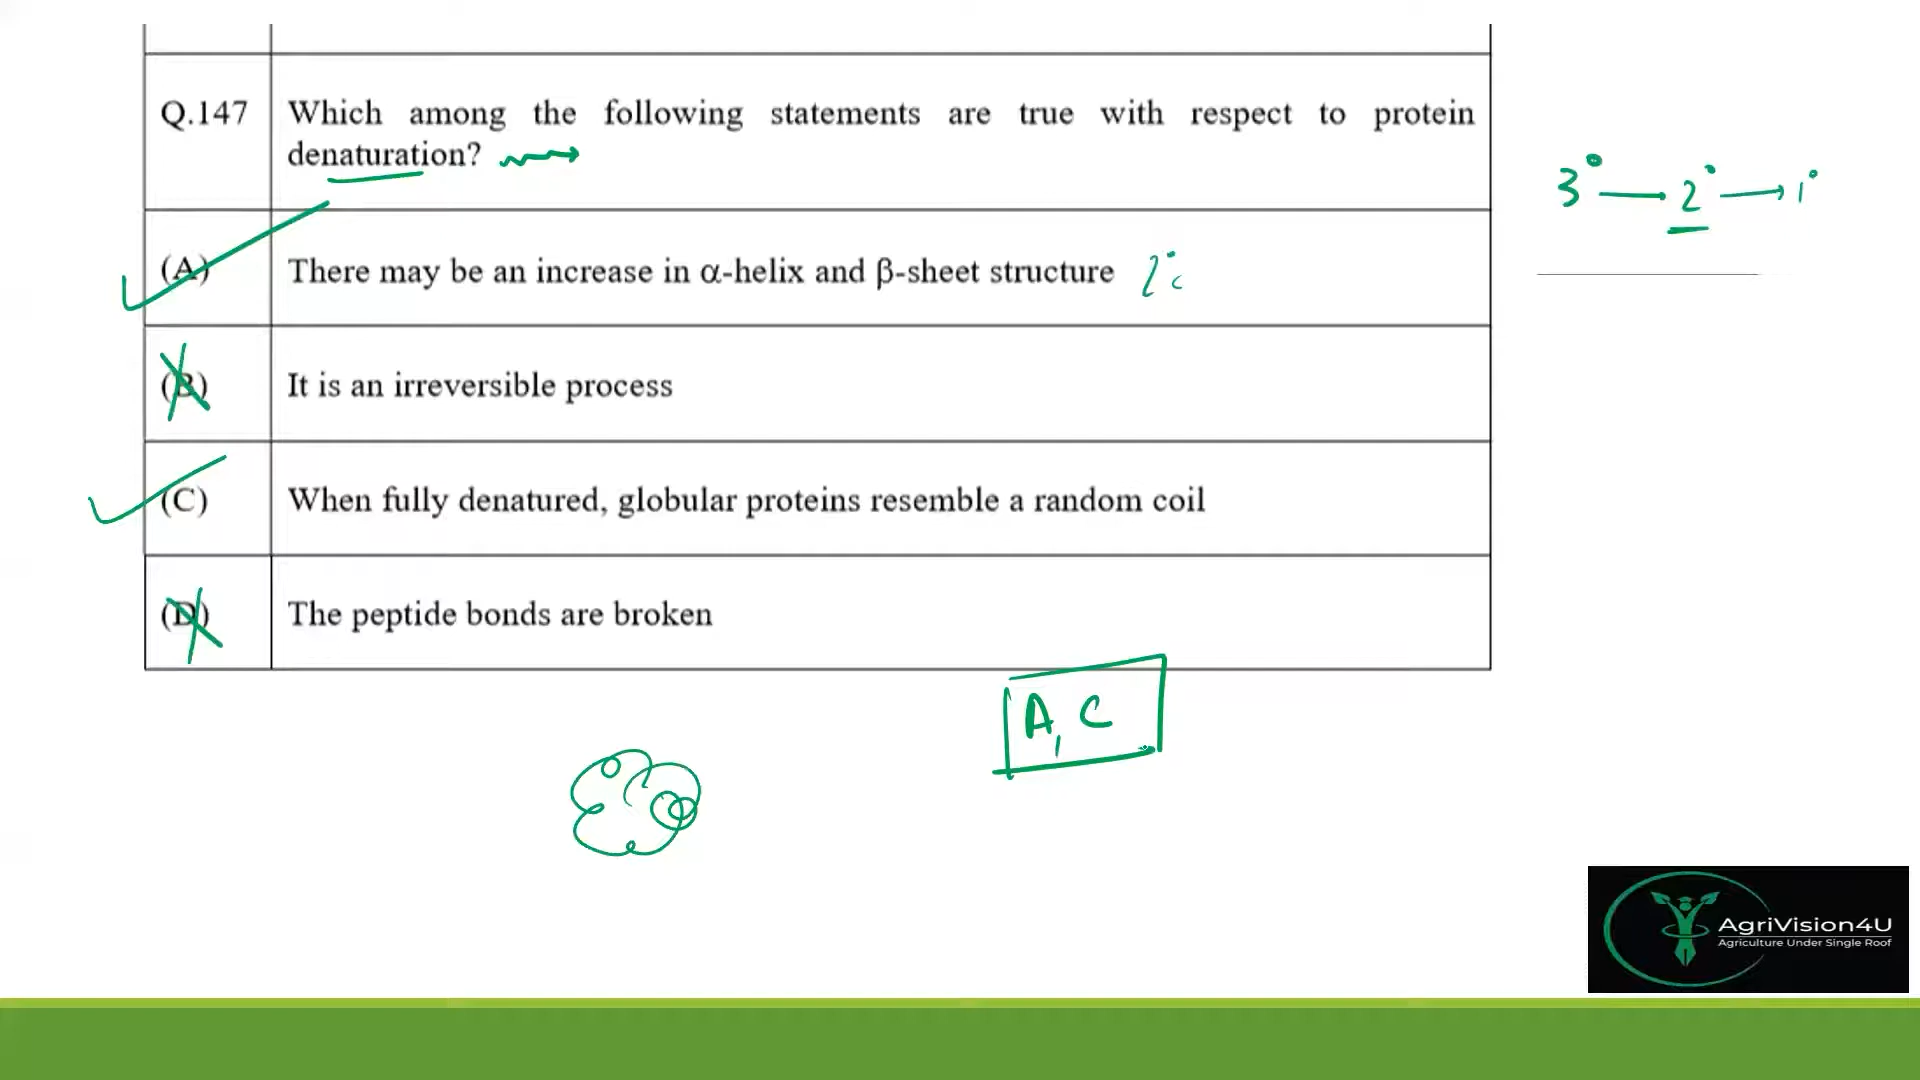 Q.147 Which among the following statements are true with respect to protein
denaturation?
3° → 2° → 1°
(A) There may be an increase in α-helix and β-sheet structure
(B) It is an irreversible process
(C) When fully denatured, globular proteins resemble a random coil
(D) The peptide bonds are broken
A, C
AgriVision4U
Agriculture Under Single Roof